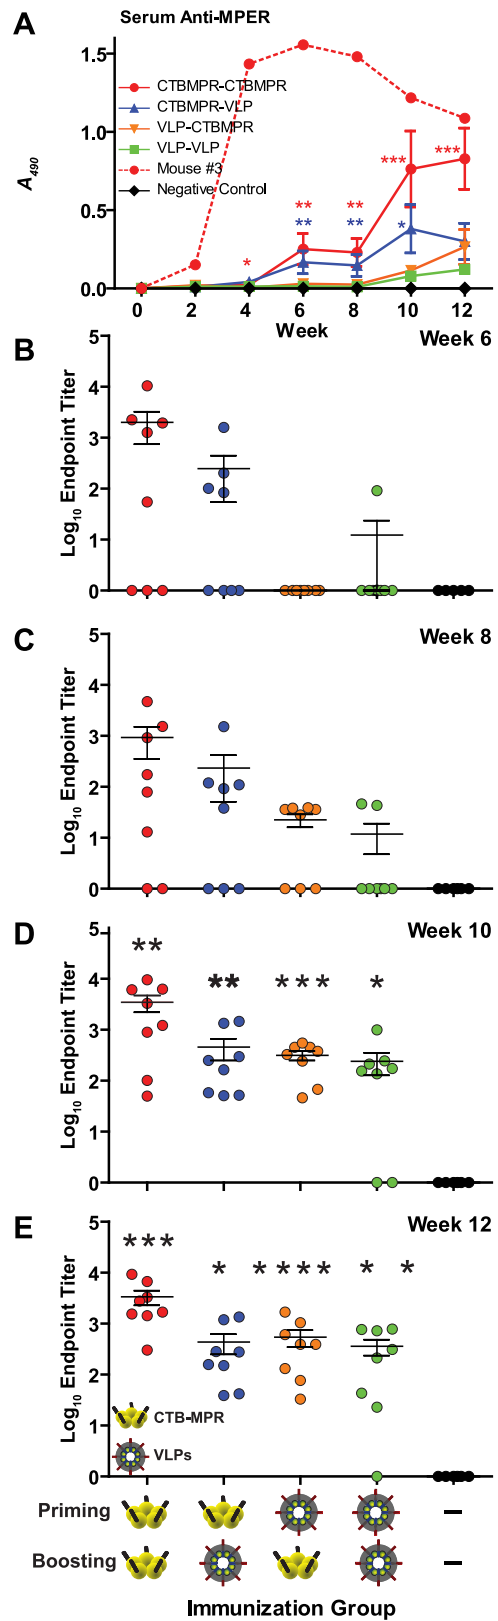 A
Serum Anti-MPER
1.5
1.0
0.5
0.0
A490
CTBMPR-CTBMPR
CTBMPR-VLP
VLP-CTBMPR
VLP-VLP
Mouse #3
Negative Control
*
**
**
**
**
***
*
***
0 2 4 6 8 10 12
Week
B
Week 6
5
4
3
2
1
0
Log10 Endpoint Titer
C
Week 8
5
4
3
2
1
0
Log10 Endpoint Titer
D
Week 10
5
4
3
2
1
0
Log10 Endpoint Titer
** ** *** *
E
Week 12
5
4
3
2
1
0
Log10 Endpoint Titer
*** * **** * *
CTB-MPR
VLPs
Priming –
Boosting –
Immunization Group